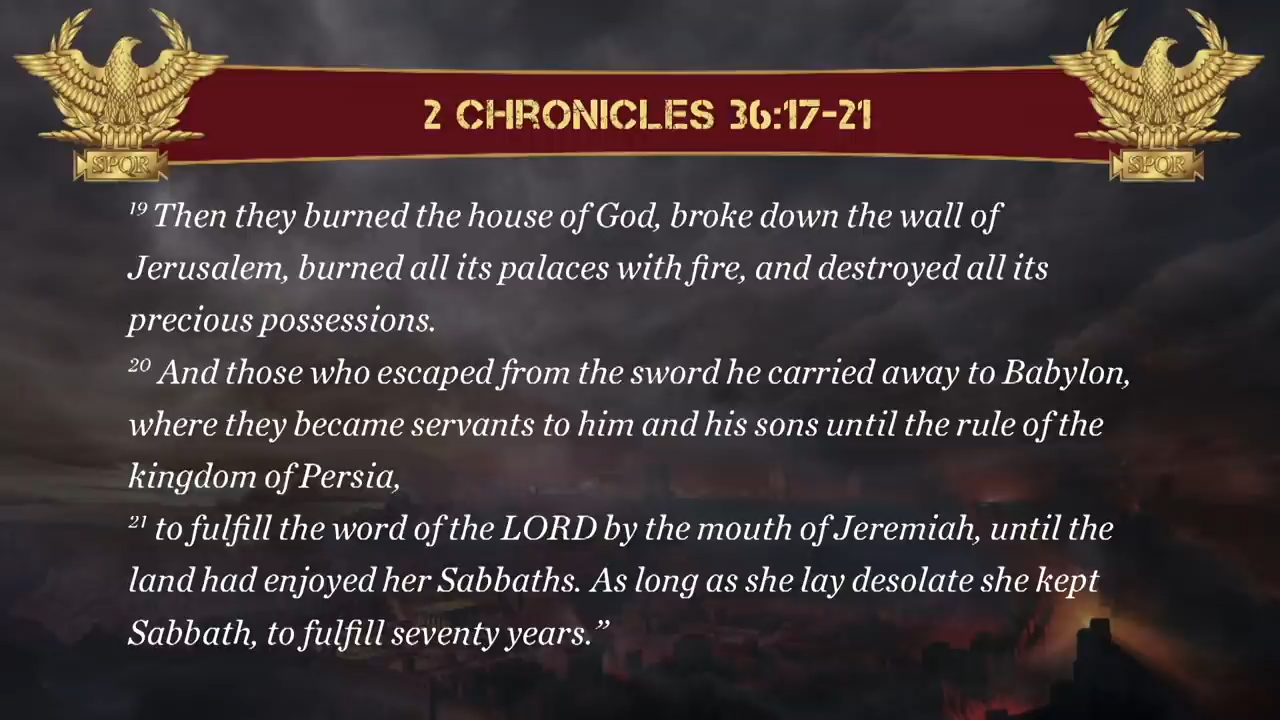 2 CHRONICLES 36:17-21
SPQR
SPQR
19 Then they burned the house of God, broke down the wall of
Jerusalem, burned all its palaces with fire, and destroyed all its
precious possessions.
20 And those who escaped from the sword he carried away to Babylon,
where they became servants to him and his sons until the rule of the
kingdom of Persia,
21 to fulfill the word of the LORD by the mouth of Jeremiah, until the
land had enjoyed her Sabbaths. As long as she lay desolate she kept
Sabbath, to fulfill seventy years.”